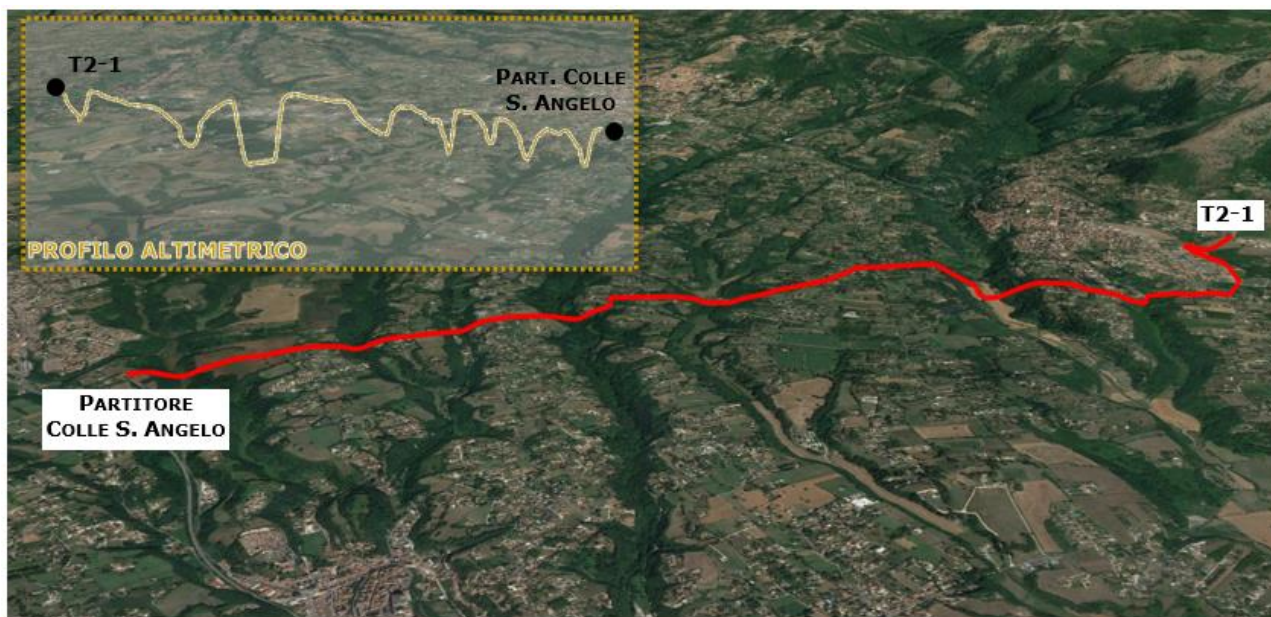 T2-1
PART. COLLE
S. ANGELO
PROFILO ALTIMETRICO
T2-1
PARTITORE
COLLE S. ANGELO